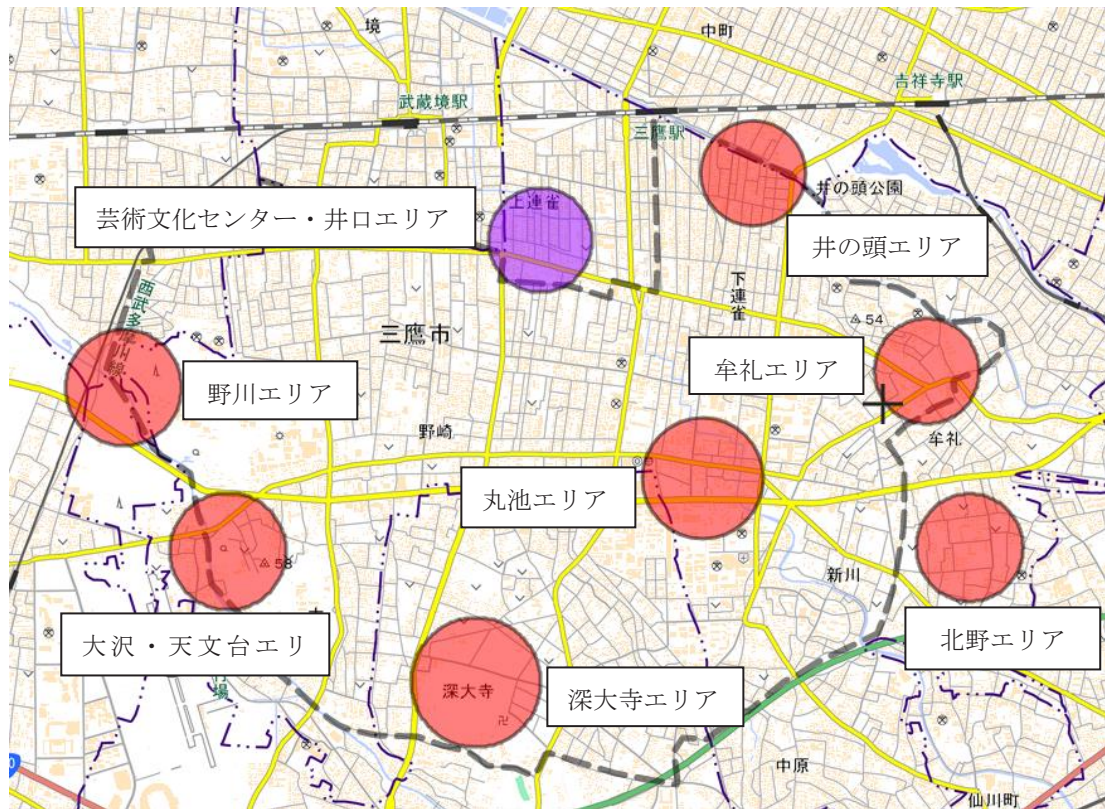 境
中町
吉祥寺駅
武蔵境駅
三鷹駅
井の頭公園
上連雀
芸術文化センター・井口エリア
井の頭エリア
西武多摩川線
下連雀
54
三鷹市
牟礼エリア
野川エリア
野崎
牟礼
丸池エリア
58
新川
大沢・天文台エリ
北野エリア
深大寺
深大寺エリア
行場
中原
仙川町